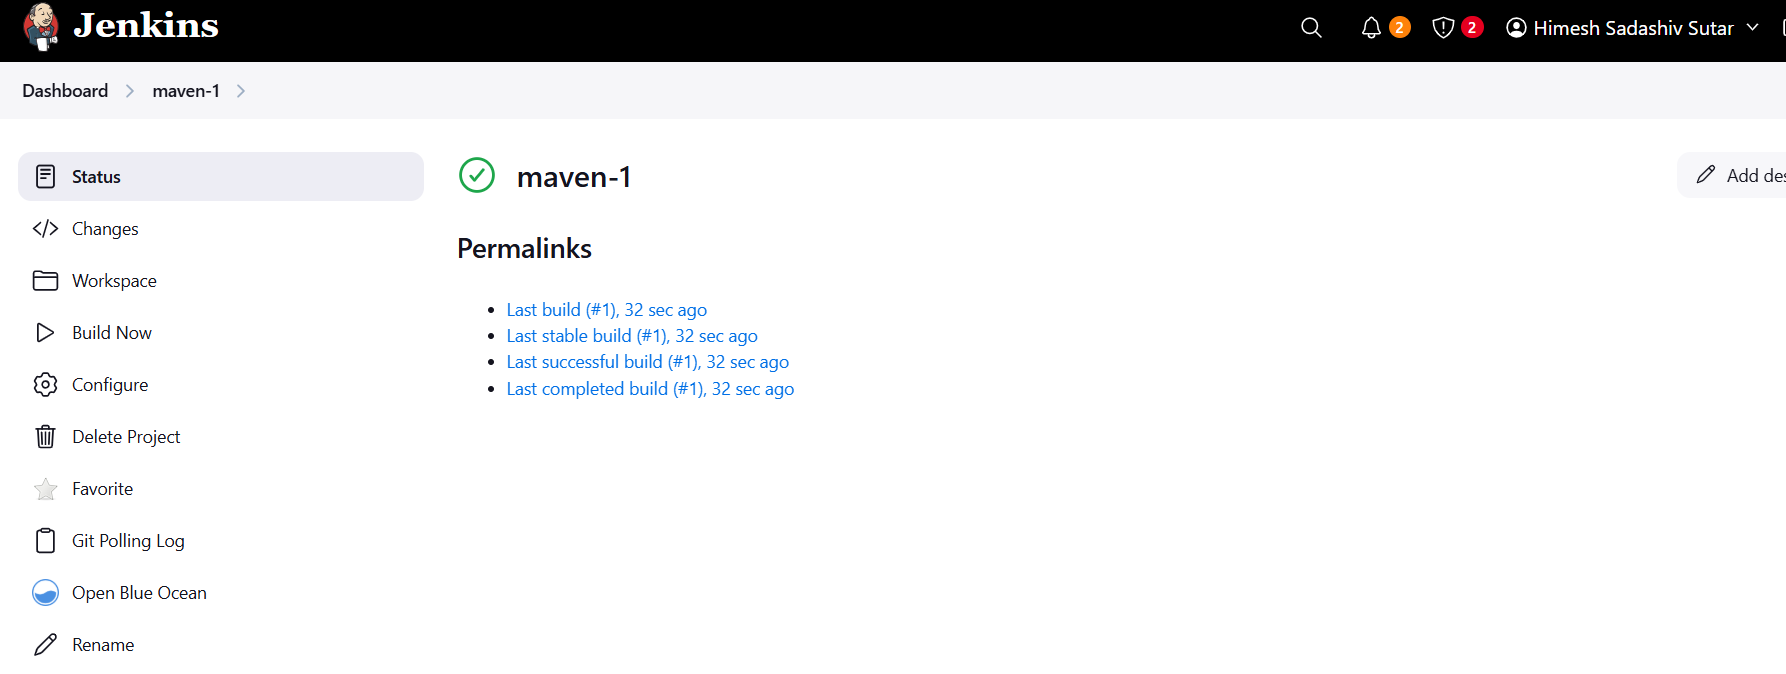 Jenkins
2
2
Himesh Sadashiv Sutar
Dashboard
maven-1
Status
Changes
Workspace
Build Now
Configure
Delete Project
Favorite
Git Polling Log
Open Blue Ocean
Rename
maven-1
Add des
Permalinks
Last build (#1), 32 sec ago
Last stable build (#1), 32 sec ago
Last successful build (#1), 32 sec ago
Last completed build (#1), 32 sec ago